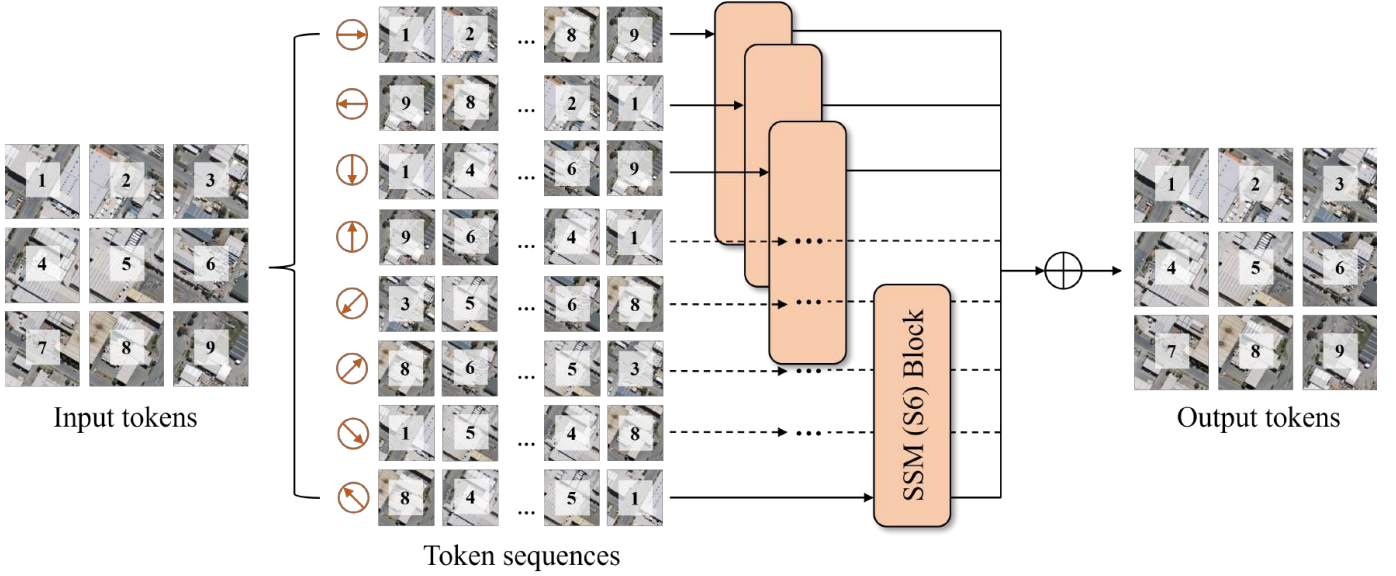 1 2 ... 8 9
9 8 ... 2 1
1 4 ... 6 9
9 6 ... 4 1
3 5 ... 6 8
8 6 ... 5 3
1 5 ... 4 8
8 4 ... 5 1
Token sequences
1 2 3
4 5 6
7 8 9
Input tokens
...
...
...
...
SSM (S6) Block
1 2 3
4 5 6
7 8 9
Output tokens